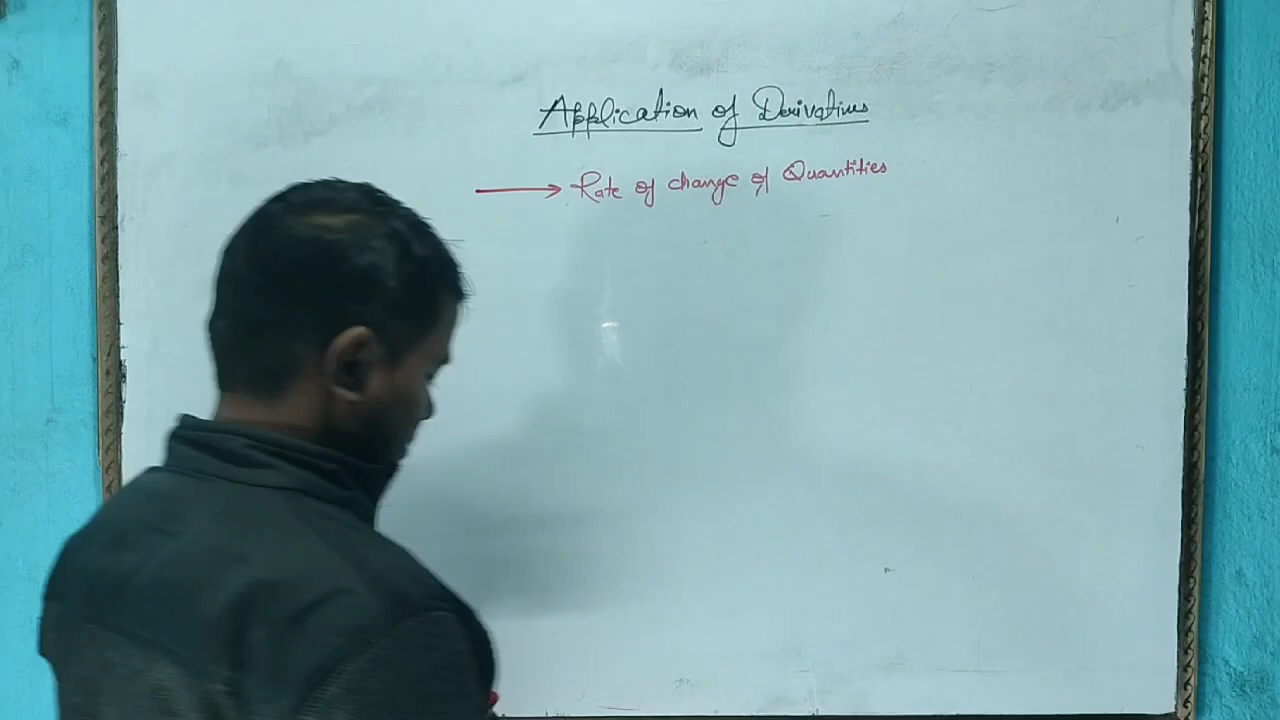 Application of Derivatives
→ Rate of change of Quantities